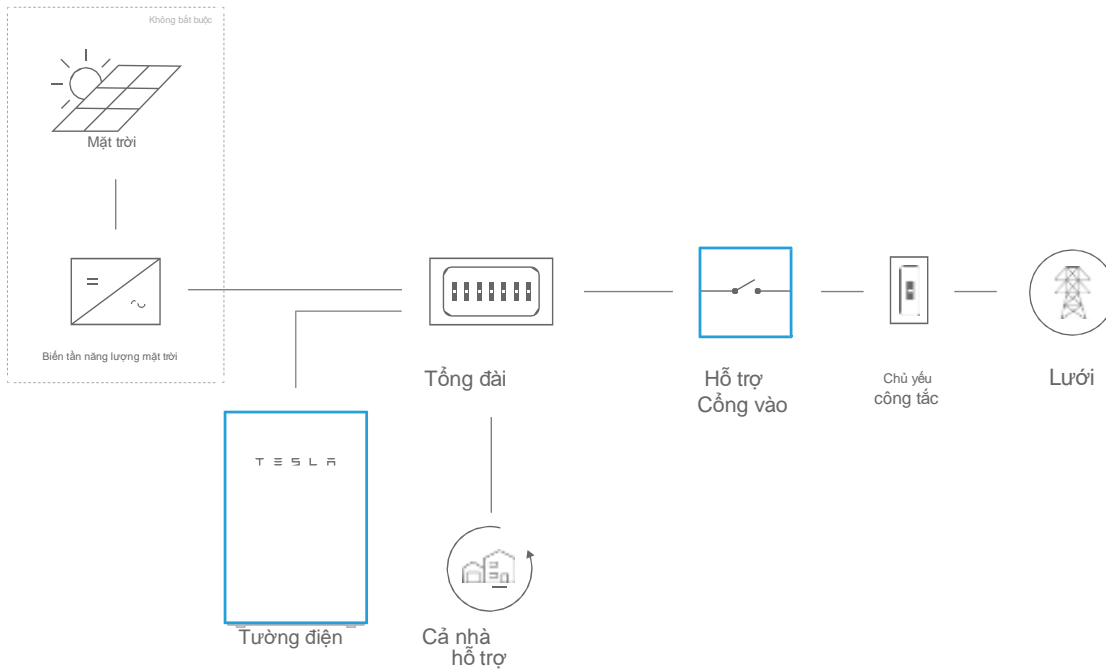 Không bắt buộc
Mặt trời
Biến tần năng lượng mặt trời
Tổng đài
Hỗ trợ
Cổng vào
Chủ yếu
công tắc
Lưới
TESLA
Tường điện
Cả nhà
hỗ trợ